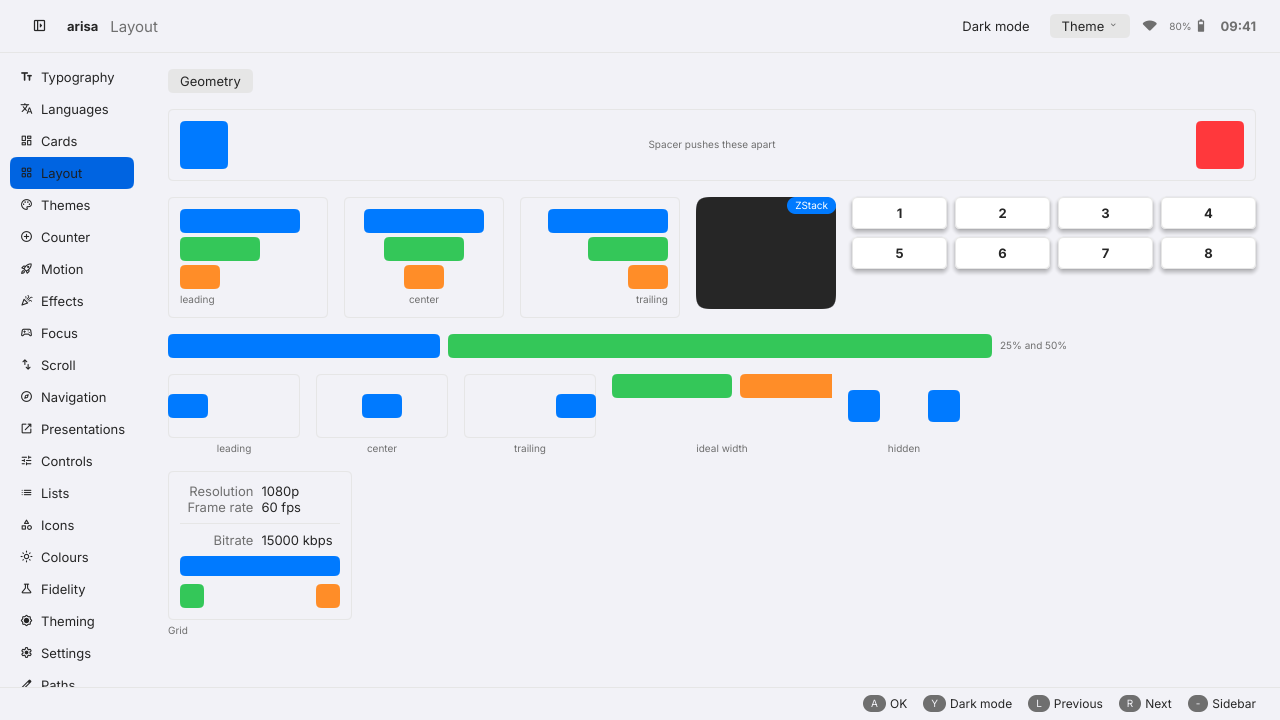 arisa Layout
Dark mode
Theme
80%
09:41
Typography
Languages
Cards
Layout
Themes
Counter
Motion
Effects
Focus
Scroll
Navigation
Presentations
Controls
Lists
Icons
Colours
Fidelity
Theming
Settings
Paths
Geometry
Spacer pushes these apart
leading
center
trailing
ZStack
1 2 3 4
5 6 7 8
25% and 50%
leading
center
trailing
ideal width
hidden
Resolution 1080p
Frame rate 60 fps
Bitrate 15000 kbps
Grid
A OK
Y Dark mode
L Previous
R Next
- Sidebar